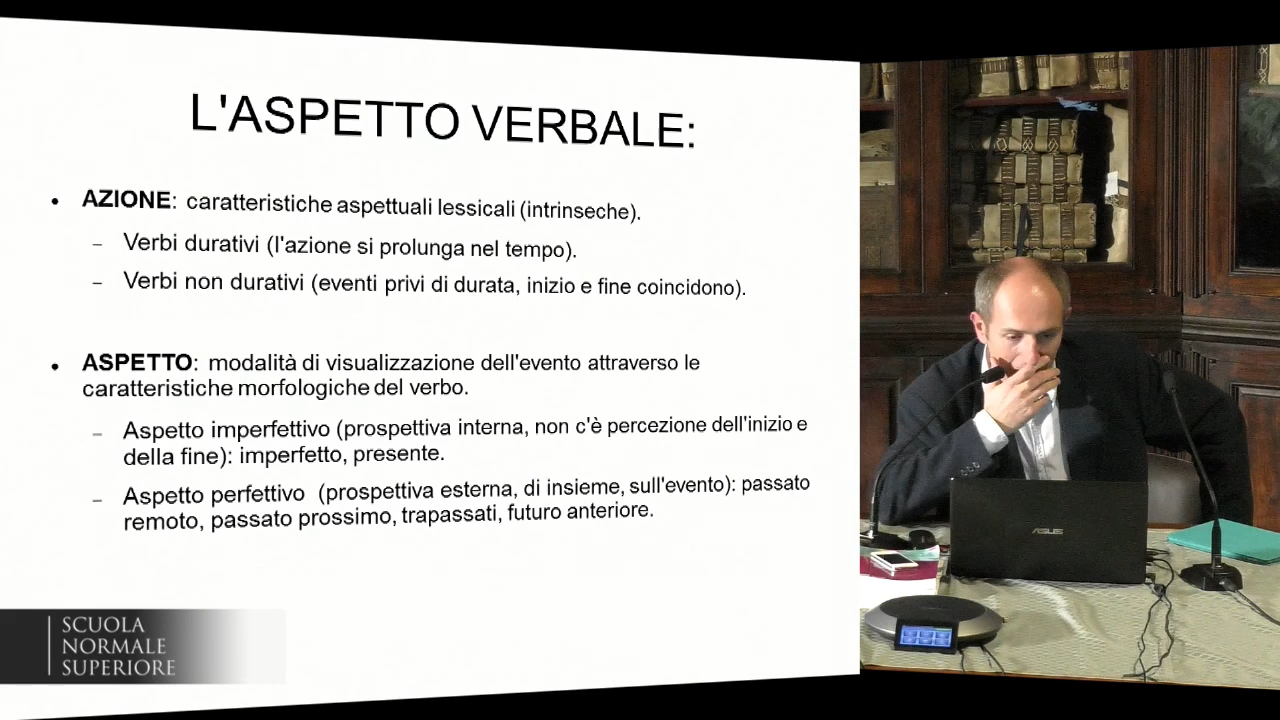 L'ASPETTO VERBALE:
• AZIONE: caratteristiche aspettuali lessicali (intrinseche).
– Verbi durativi (l'azione si prolunga nel tempo).
– Verbi non durativi (eventi privi di durata, inizio e fine coincidono).
• ASPETTO: modalità di visualizzazione dell'evento attraverso le
caratteristiche morfologiche del verbo.
– Aspetto imperfettivo (prospettiva interna, non c'è percezione dell'inizio e
della fine): imperfetto, presente.
– Aspetto perfettivo (prospettiva esterna, di insieme, sull'evento): passato
remoto, passato prossimo, trapassati, futuro anteriore.
SCUOLA
NORMALE
SUPERIORE
ASUS